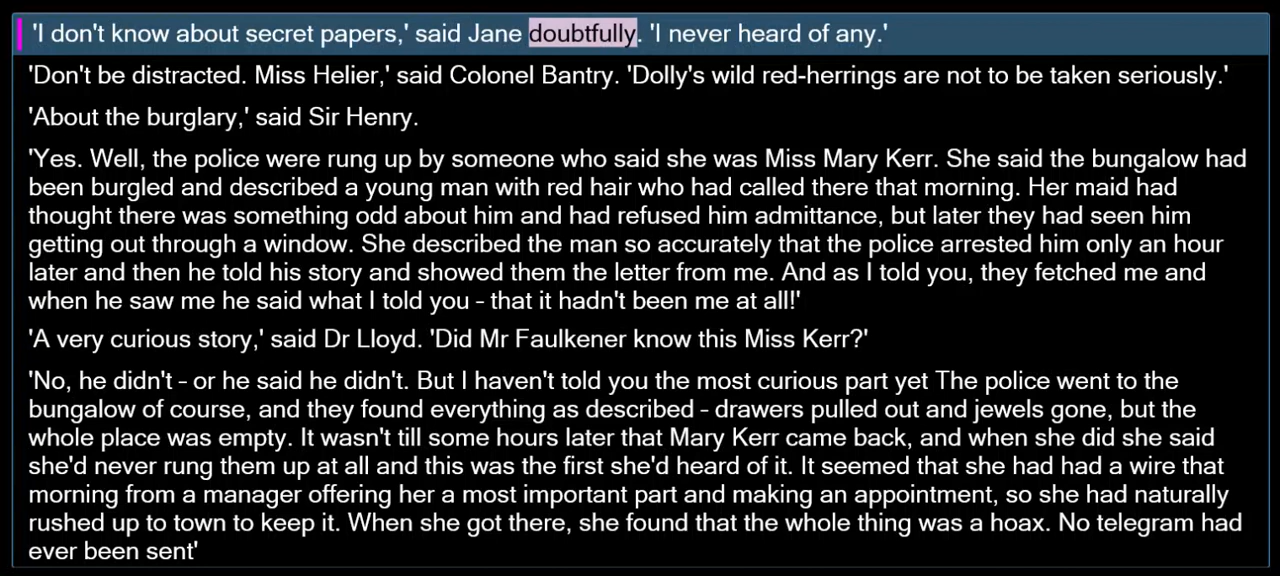 'I don't know about secret papers,' said Jane doubtfully. 'I never heard of any.'
'Don't be distracted. Miss Helier,' said Colonel Bantry. 'Dolly's wild red-herrings are not to be taken seriously.'
'About the burglary,' said Sir Henry.
'Yes. Well, the police were rung up by someone who said she was Miss Mary Kerr. She said the bungalow had
been burgled and described a young man with red hair who had called there that morning. Her maid had
thought there was something odd about him and had refused him admittance, but later they had seen him
getting out through a window. She described the man so accurately that the police arrested him only an hour
later and then he told his story and showed them the letter from me. And as I told you, they fetched me and
when he saw me he said what I told you – that it hadn't been me at all!'
'A very curious story,' said Dr Lloyd. 'Did Mr Faulkener know this Miss Kerr?'
'No, he didn't – or he said he didn't. But I haven't told you the most curious part yet The police went to the
bungalow of course, and they found everything as described – drawers pulled out and jewels gone, but the
whole place was empty. It wasn't till some hours later that Mary Kerr came back, and when she did she said
she'd never rung them up at all and this was the first she'd heard of it. It seemed that she had had a wire that
morning from a manager offering her a most important part and making an appointment, so she had naturally
rushed up to town to keep it. When she got there, she found that the whole thing was a hoax. No telegram had
ever been sent'